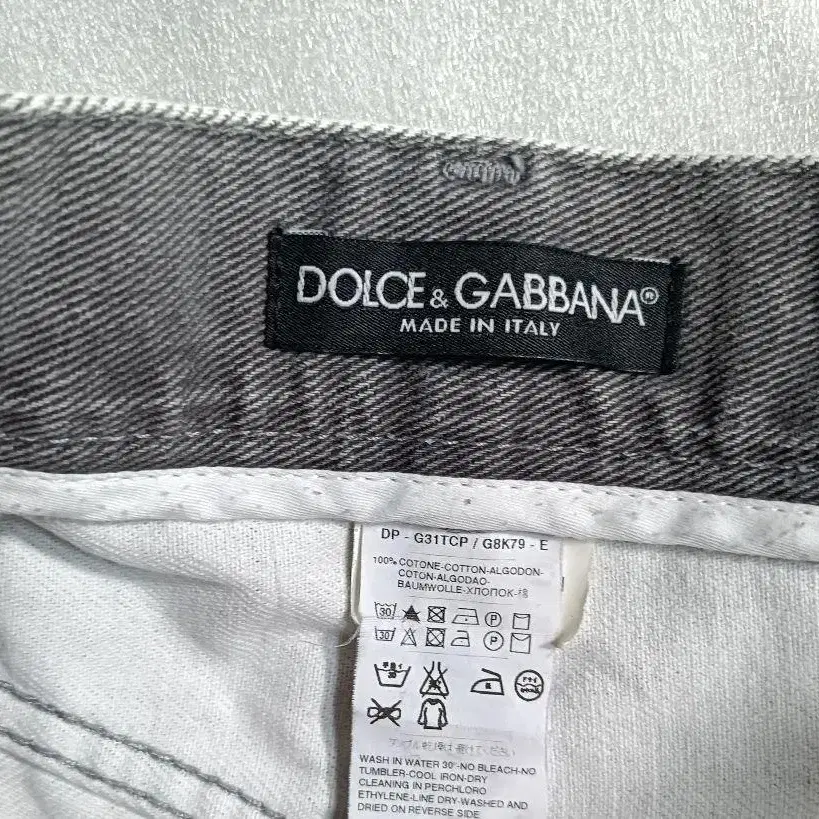 DOLCE & GABBANA®
MADE IN ITALY
DP - G31TCP / G8K79 - E
100% COTONE-COTTON-ALGODON-
COTON-ALGODAO-
BAUMWOLLE-ХЛОПОК-棉
30
30
WASH IN WATER 30°-NO BLEACH-NO
TUMBLER-COOL IRON-DRY
CLEANING IN PERCHLORO
ETHYLENE-LINE DRY-WASHED AND
DRIED ON REVERSE SIDE